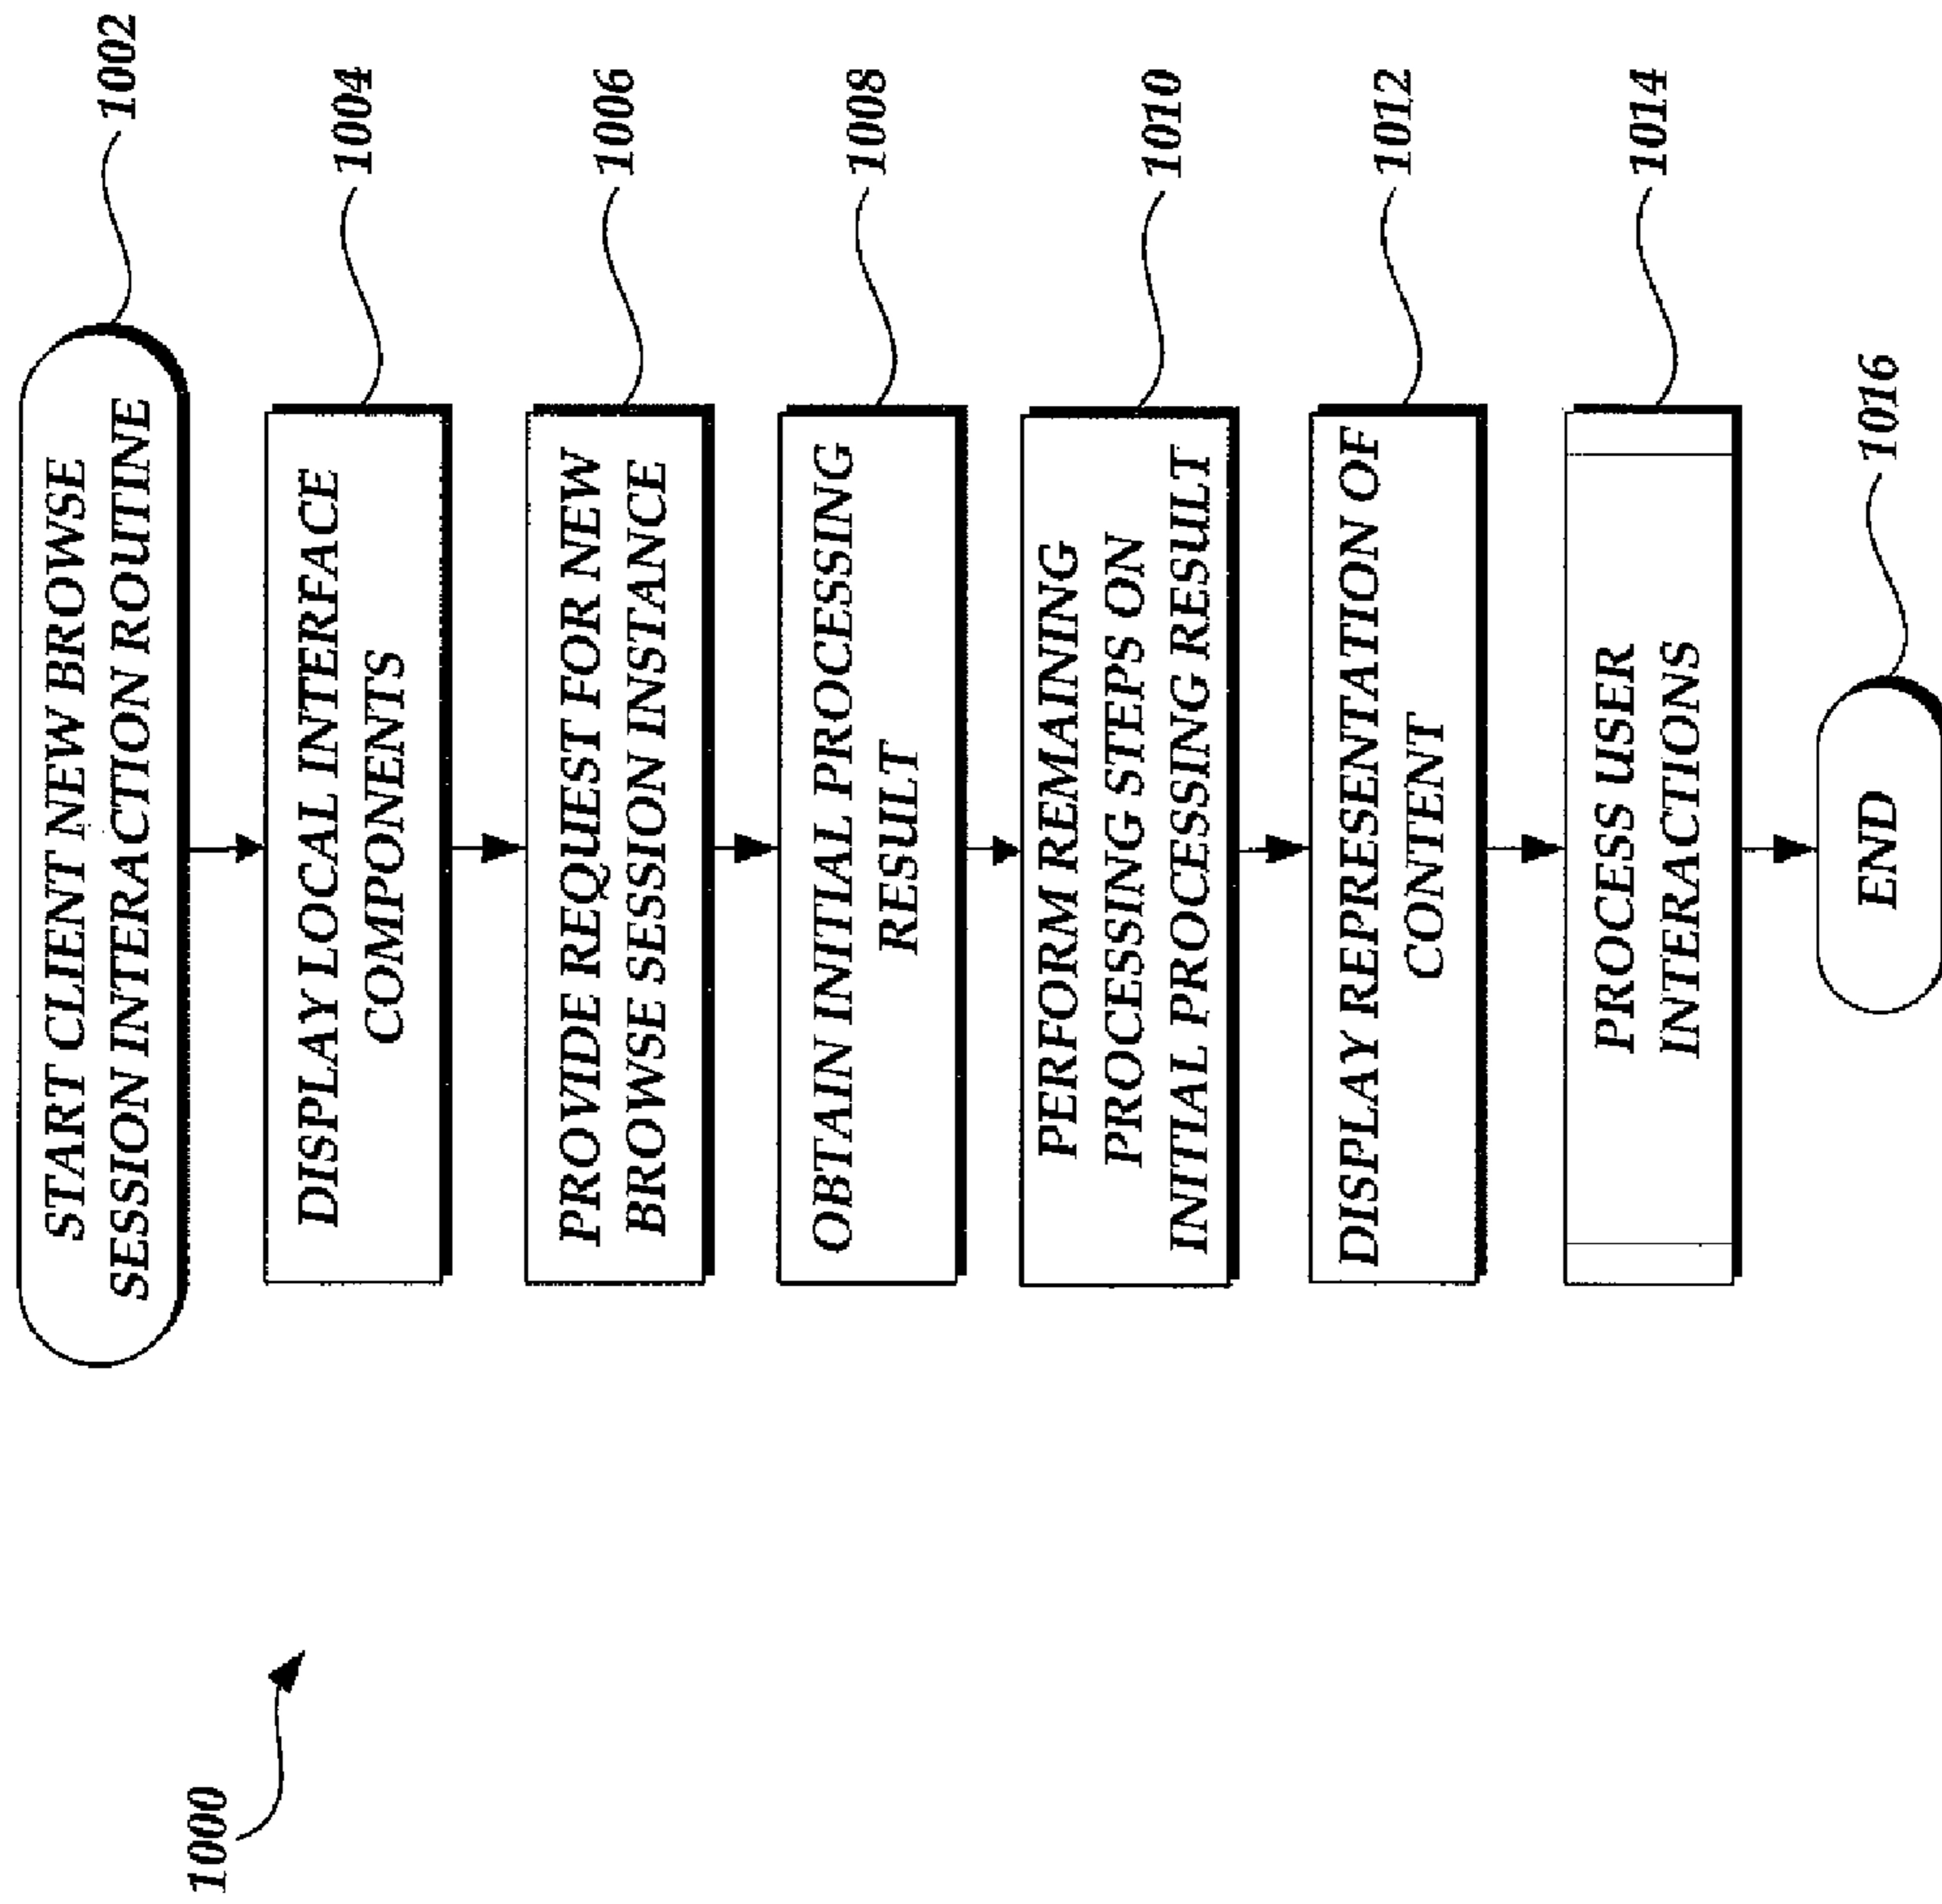 1000
START CLIENT NEW BROWSE
SESSION INTERACTION ROUTINE
1002
DISPLAY LOCAL INTERFACE
COMPONENTS
1004
PROVIDE REQUEST FOR NEW
BROWSE SESSION INSTANCE
1006
OBTAIN INITIAL PROCESSING
RESULT
1008
PERFORM REMAINING
PROCESSING STEPS ON
INITIAL PROCESSING RESULT
1010
DISPLAY REPRESENTATION OF
CONTENT
1012
PROCESS USER
INTERACTIONS
1014
END
1016